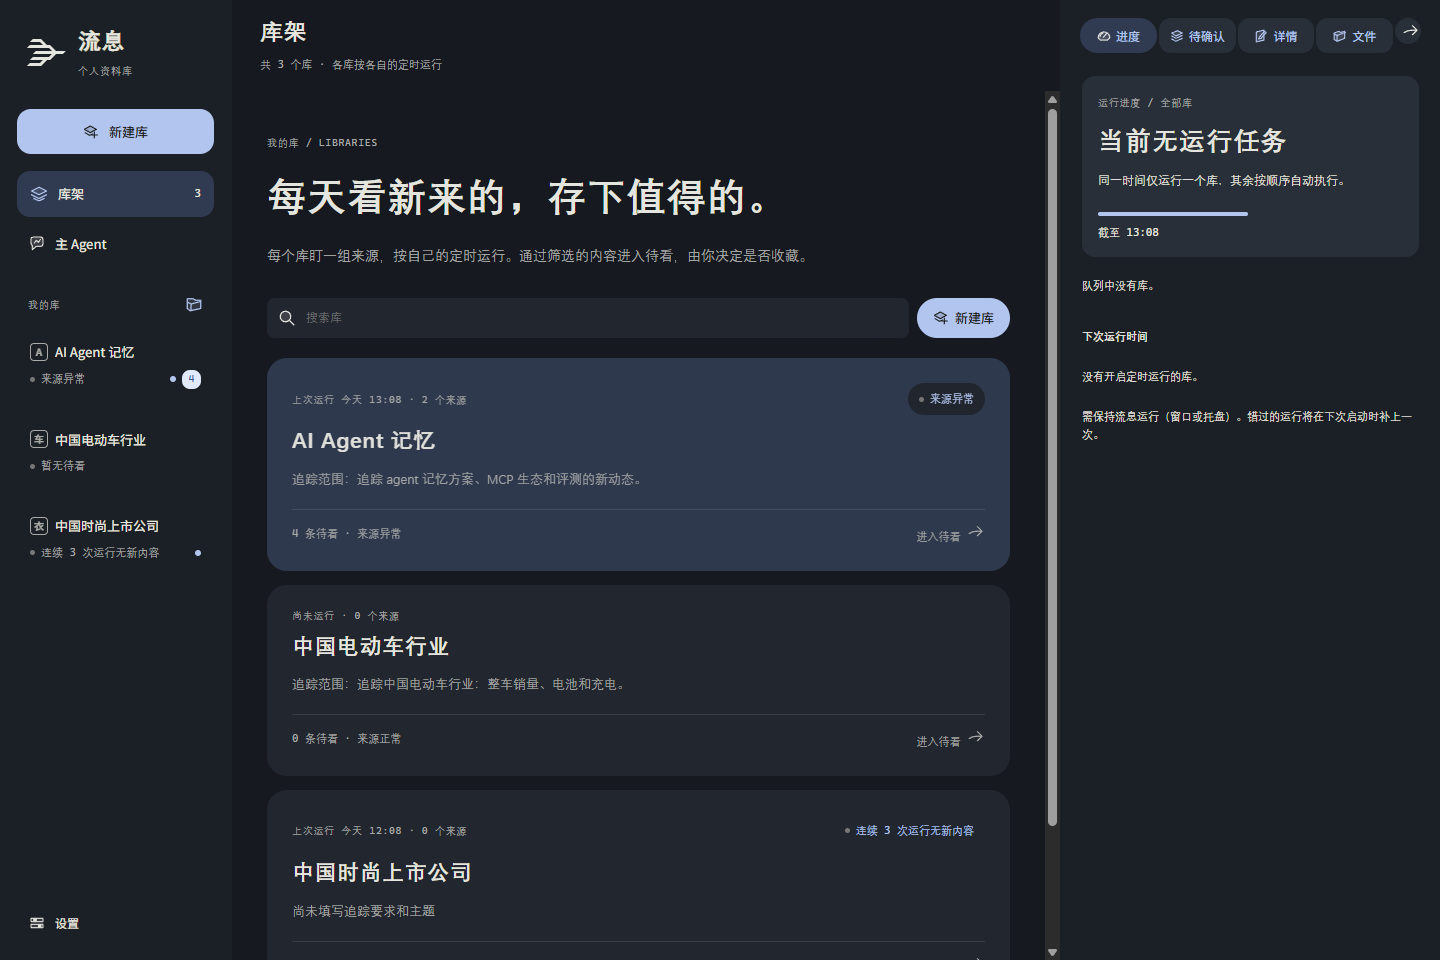 流息
个人资料库
新建库
库架 3
主 Agent
我的库
A AI Agent 记忆
来源异常 4
车 中国电动车行业
暂无待看
衣 中国时尚上市公司
连续 3 次运行无新内容
设置
库架
共 3 个库 · 各库按各自的定时运行
我的库 / LIBRARIES
每天看新来的，存下值得的。
每个库盯一组来源，按自己的定时运行。通过筛选的内容进入待看，由你决定是否收藏。
搜索库
新建库
上次运行 今天 13:08 · 2 个来源
来源异常
AI Agent 记忆
追踪范围：追踪 agent 记忆方案、MCP 生态和评测的新动态。
4 条待看 · 来源异常
进入待看
尚未运行 · 0 个来源
中国电动车行业
追踪范围：追踪中国电动车行业：整车销量、电池和充电。
0 条待看 · 来源正常
进入待看
上次运行 今天 12:08 · 0 个来源
连续 3 次运行无新内容
中国时尚上市公司
尚未填写追踪要求和主题
进度 待确认 详情 文件
运行进度 / 全部库
当前无运行任务
同一时间仅运行一个库，其余按顺序自动执行。
截至 13:08
队列中没有库。
下次运行时间
没有开启定时运行的库。
需保持流息运行（窗口或托盘）。错过的运行将在下次启动时补上一
次。